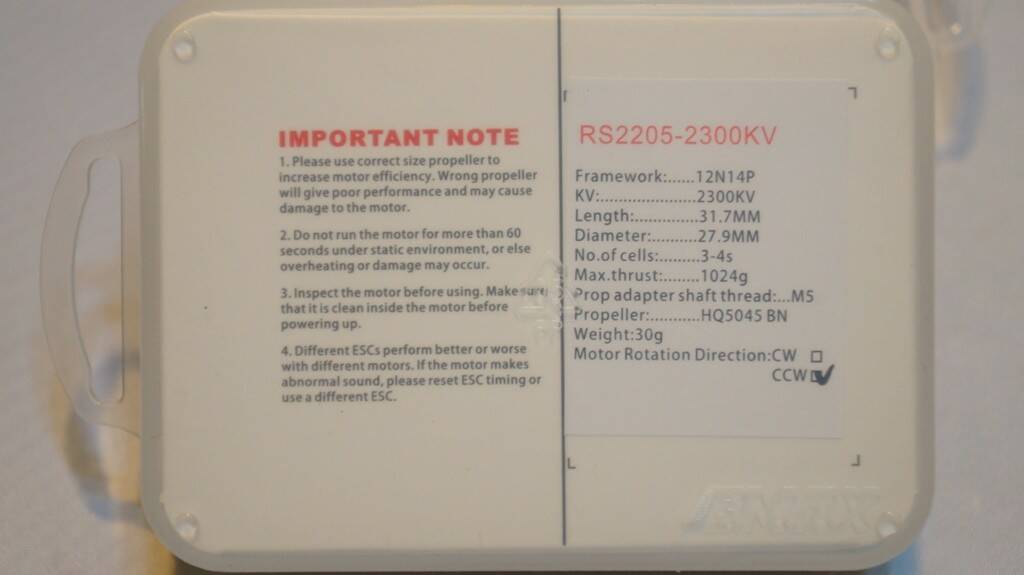 IMPORTANT NOTE
1. Please use correct size propeller to
increase motor efficiency. Wrong propeller
will give poor performance and may cause
damage to the motor.
2. Do not run the motor for more than 60
seconds under static environment, or else
overheating or damage may occur.
3. Inspect the motor before using. Make sure
that it is clean inside the motor before
powering up.
4. Different ESCs perform better or worse
with different motors. If the motor makes
abnormal sound, please reset ESC timing or
use a different ESC.
RS2205-2300KV
Framework:......12N14P
KV:......................2300KV
Length:...............31.7MM
Diameter:...........27.9MM
No.of cells:.........3-4s
Max.thrust:........1024g
Prop adapter shaft thread:...M5
Propeller:...........HQ5045 BN
Weight:30g
Motor Rotation Direction:CW
CCW